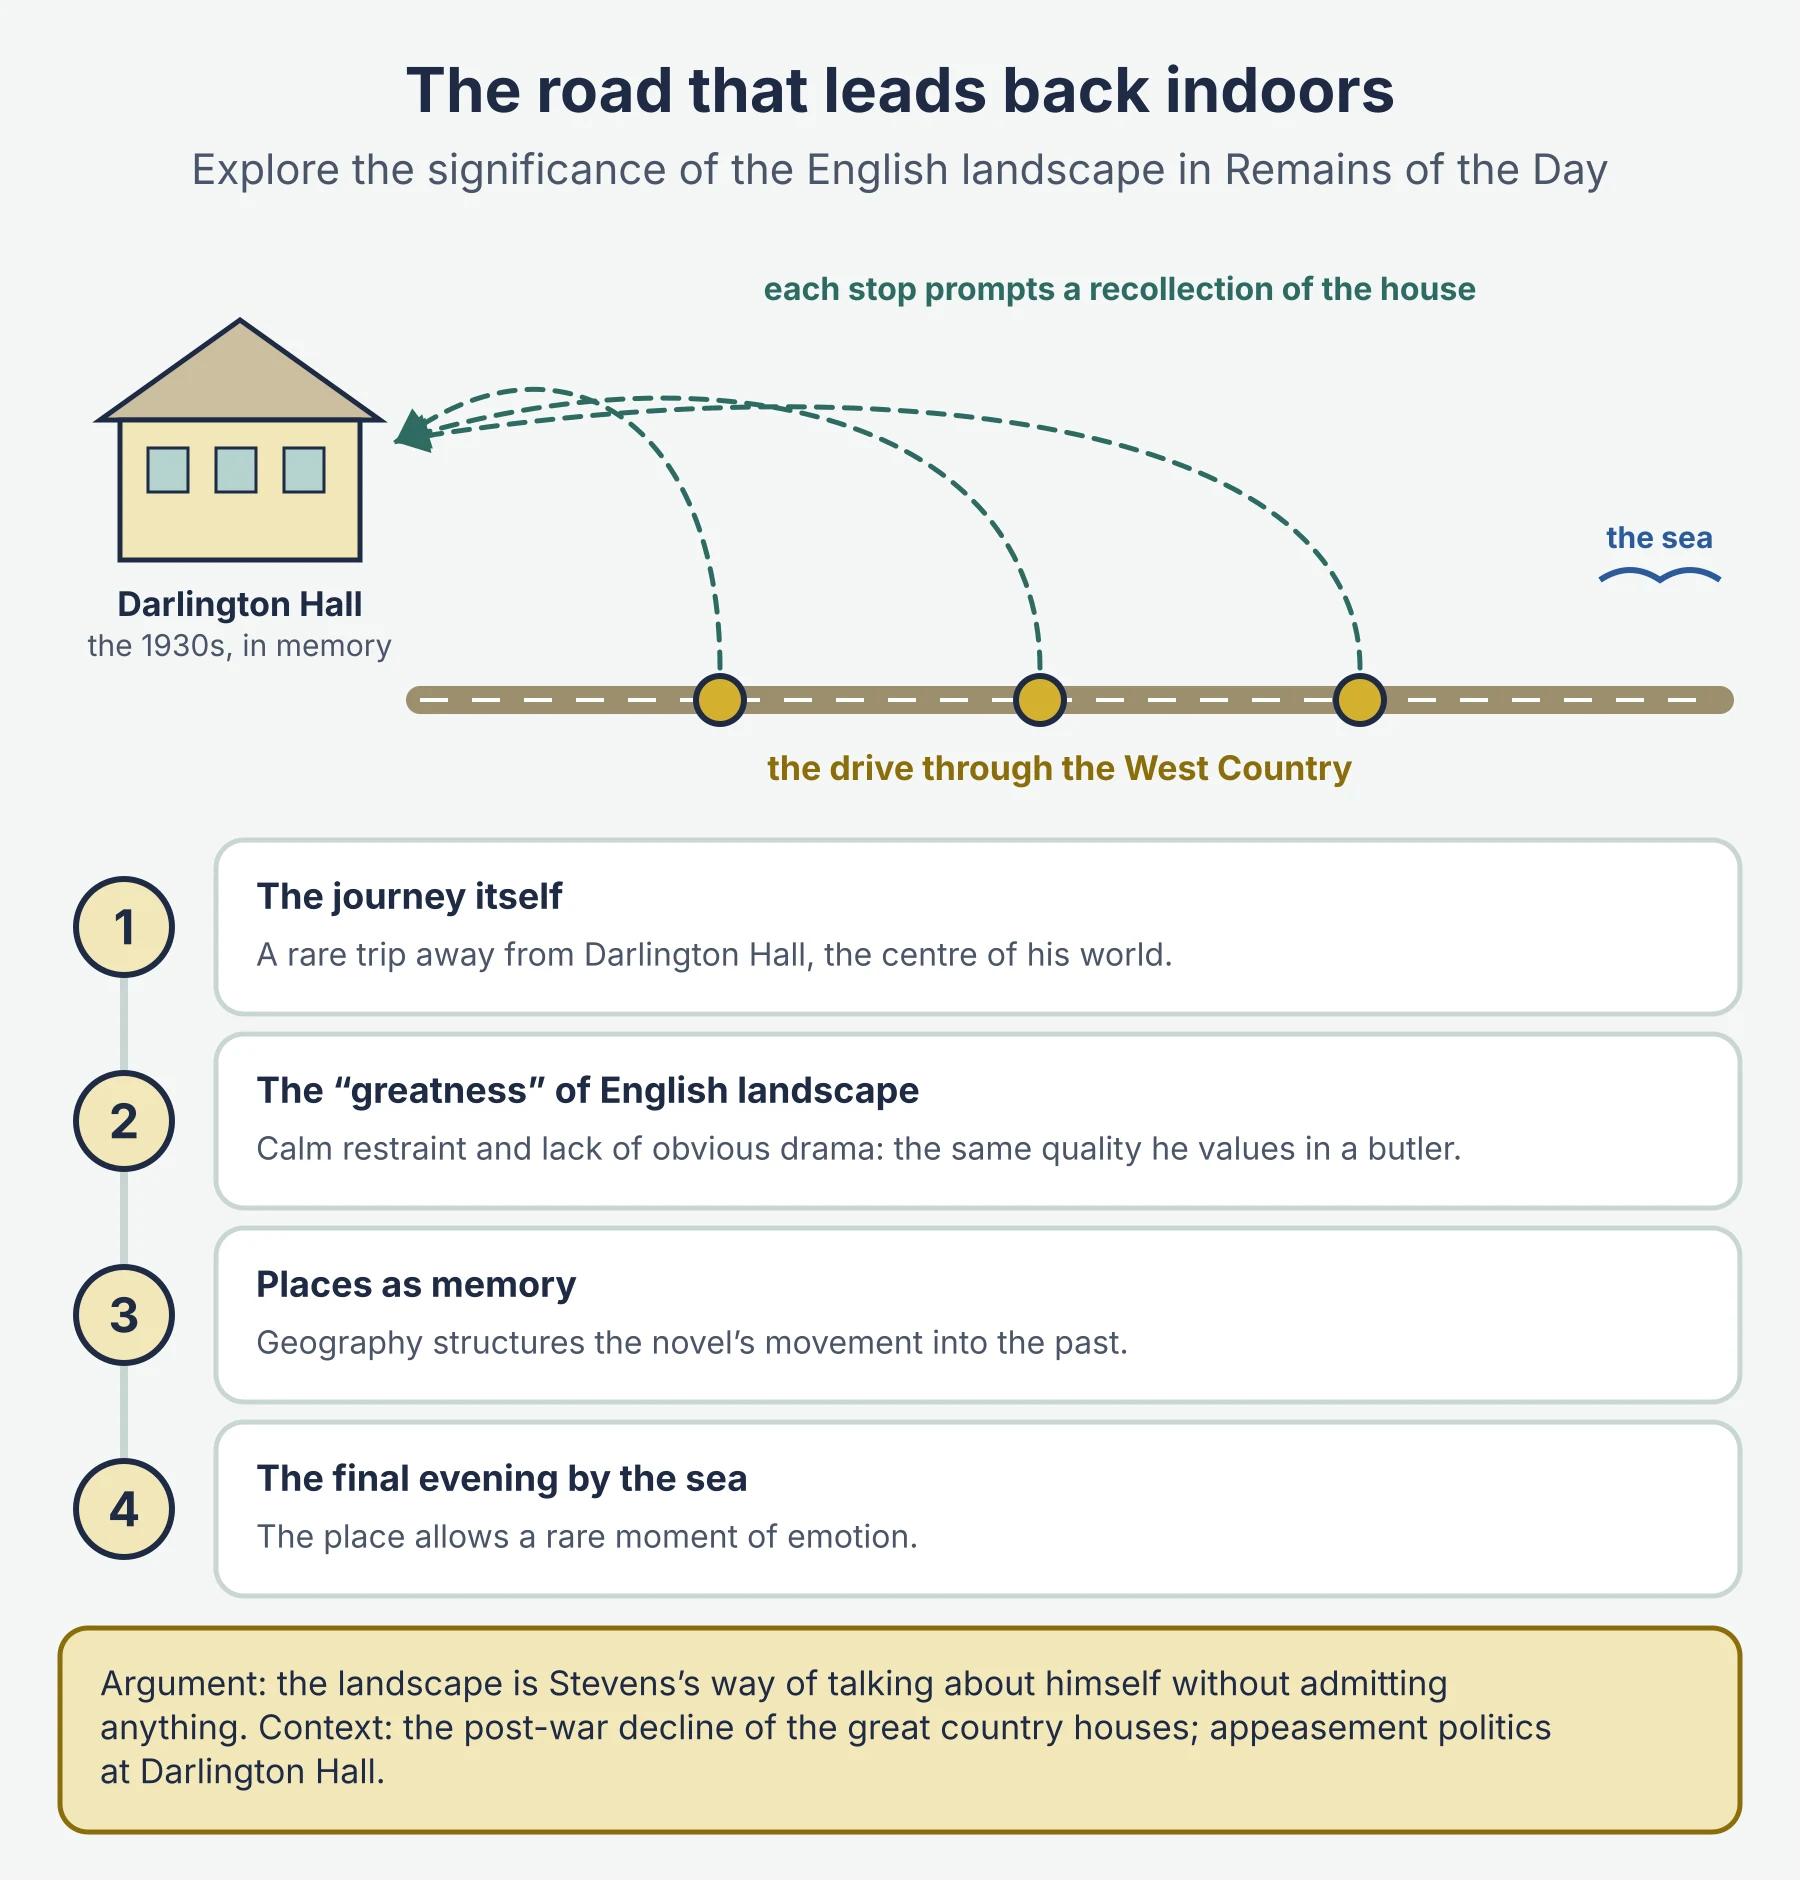 The road that leads back indoors
Explore the significance of the English landscape in Remains of the Day
each stop prompts a recollection of the house
the sea
Darlington Hall
the 1930s, in memory
the drive through the West Country
1
The journey itself
A rare trip away from Darlington Hall, the centre of his world.
2
The “greatness” of English landscape
Calm restraint and lack of obvious drama: the same quality he values in a butler.
3
Places as memory
Geography structures the novel’s movement into the past.
4
The final evening by the sea
The place allows a rare moment of emotion.
Argument: the landscape is Stevens’s way of talking about himself without admitting
anything. Context: the post-war decline of the great country houses; appeasement politics
at Darlington Hall.